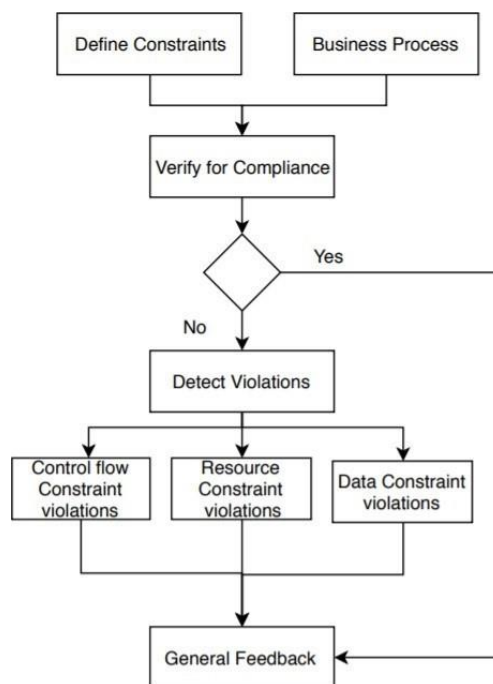 Define Constraints
Business Process
Verify for Compliance
Yes
No
Detect Violations
Control flow
Constraint
violations
Resource
Constraint
violations
Data Constraint
violations
General Feedback